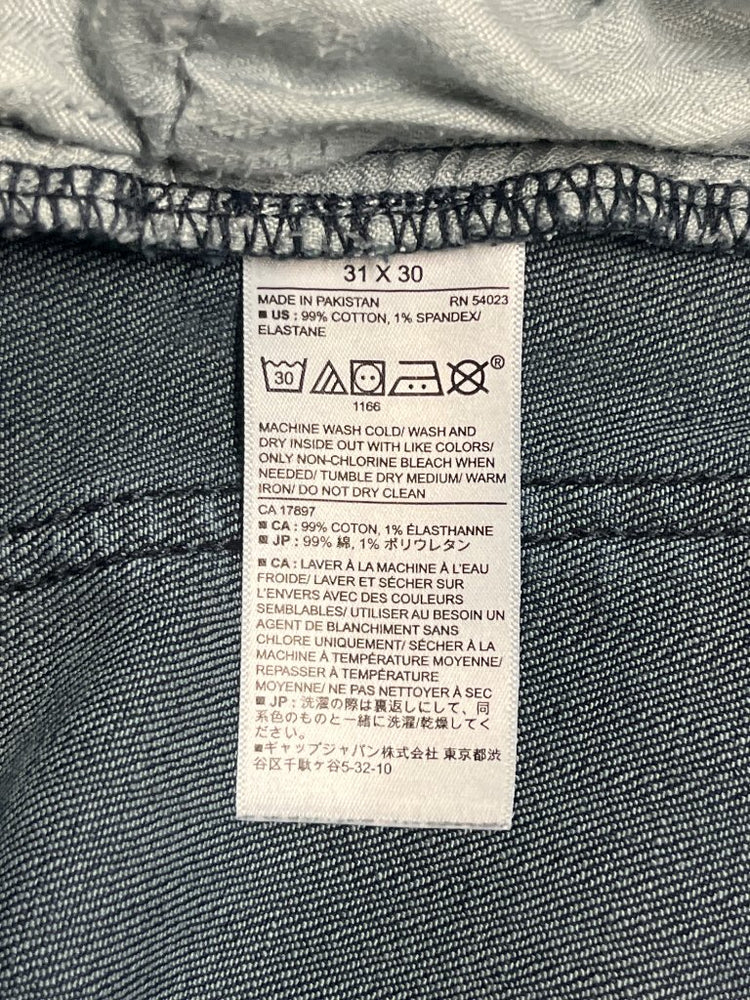 31 X 30
MADE IN PAKISTAN RN 54023
US : 99% COTTON, 1% SPANDEX/
ELASTANE
30 ®
1166
MACHINE WASH COLD/ WASH AND
DRY INSIDE OUT WITH LIKE COLORS/
ONLY NON-CHLORINE BLEACH WHEN
NEEDED/ TUMBLE DRY MEDIUM/ WARM
IRON/ DO NOT DRY CLEAN
CA 17897
CA : 99% COTON, 1% ÉLASTHANNE
JP : 99% 綿, 1% ポリウレタン
CA : LAVER À LA MACHINE À L'EAU
FROIDE/ LAVER ET SÉCHER SUR
L'ENVERS AVEC DES COULEURS
SEMBLABLES/ UTILISER AU BESOIN UN
AGENT DE BLANCHIMENT SANS
CHLORE UNIQUEMENT/ SÉCHER À LA
MACHINE À TEMPÉRATURE MOYENNE/
REPASSER À TEMPÉRATURE
MOYENNE/ NE PAS NETTOYER À SEC
JP : 洗濯の際は裏返しにして、同
系色のものと一緒に洗濯/乾燥してく
ださい。
ギャップジャパン株式会社 東京都渋
谷区千駄ヶ谷5-32-10